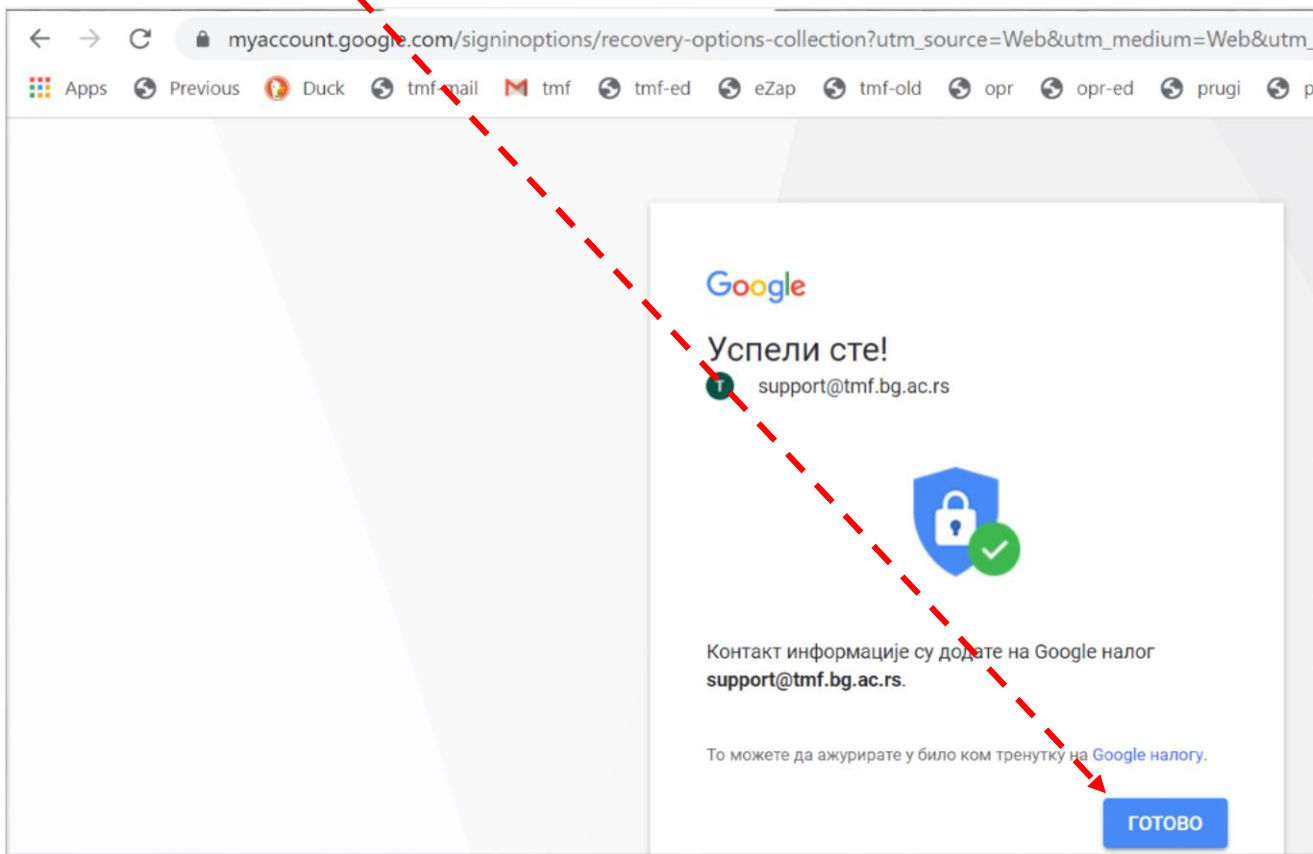 myaccount.google.com/signinoptions/recovery-options-collection?utm_source=Web&utm_medium=Web&utm_
Apps Previous Duck tmf-mail tmf tmf-ed eZap tmf-old opr opr-ed prugi p
Google
Успели сте!
T support@tmf.bg.ac.rs
Контакт информације су додате на Google налог
support@tmf.bg.ac.rs.
То можете да ажурирате у било ком тренутку на Google налогу.
ГОТОВО